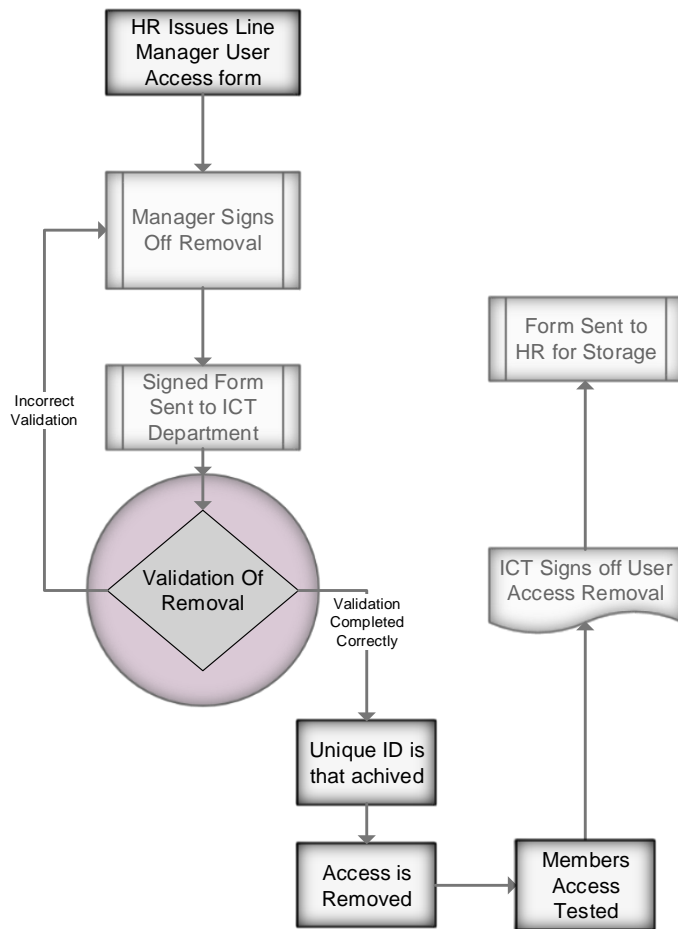 HR Issues Line
Manager User
Access form
Manager Signs
Off Removal
Signed Form
Sent to ICT
Department
Incorrect
Validation
Validation Of
Removal
Validation
Completed
Correctly
Unique ID is
that achived
Access is
Removed
Members
Access
Tested
ICT Signs off User
Access Removal
Form Sent to
HR for Storage